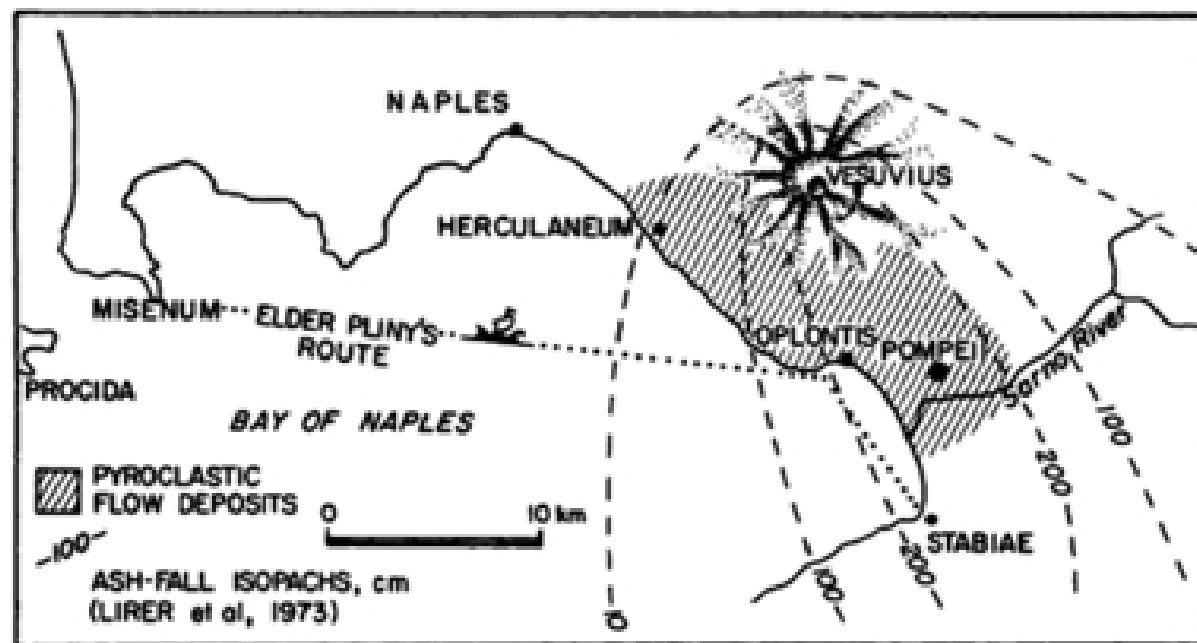 NAPLES
VESUVIUS
HERCULANEUM
MISENUM
ELDER PLINY'S
ROUTE
OPLONTIS
POMPEII
Sarno River
PROCIDA
BAY OF NAPLES
PYROCLASTIC
FLOW DEPOSITS
0 10 km
STABIAE
-100-
ASH-FALL ISOPACHS, cm
(LIRER et al, 1973)
10
100
200
200
100